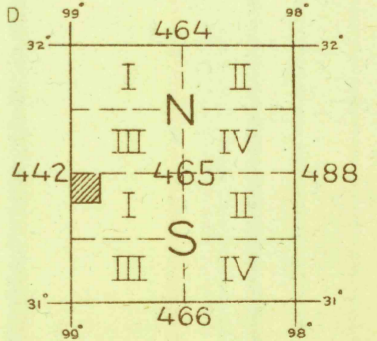 D
99° 98°
32° 464 32°
I II
N
III IV
442 465 488
I II
S
III IV
31° 466 31°
99° 98°